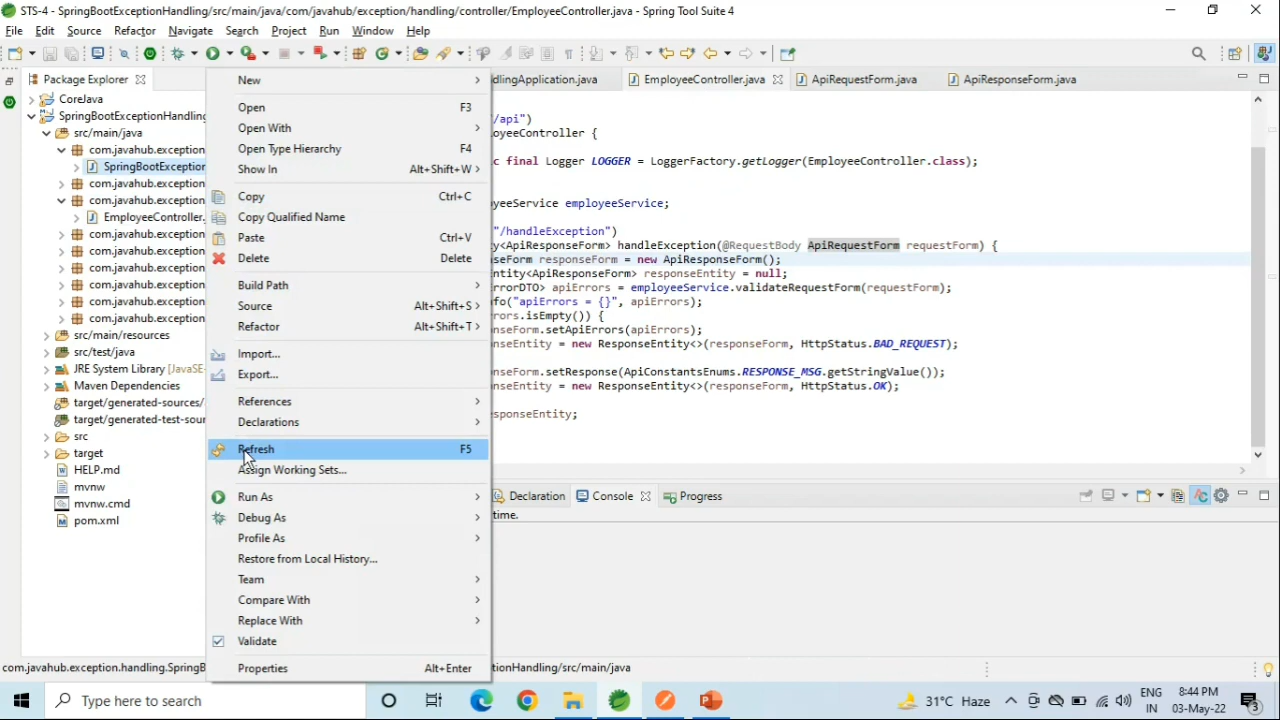 STS-4 - SpringBootExceptionHandling/src/main/java/com/javahub/exception/handling/controller/EmployeeController.java - Spring Tool Suite 4
File Edit Source Refactor Navigate Search Project Run Window Help
Package Explorer
CoreJava
SpringBootExceptionHandling
src/main/java
com.javahub.exception
SpringBootException
com.javahub.exception
com.javahub.exception
EmployeeController.
com.javahub.exception
com.javahub.exception
com.javahub.exception
com.javahub.exception
com.javahub.exception
com.javahub.exception
src/main/resources
src/test/java
JRE System Library [JavaSE-
Maven Dependencies
target/generated-sources/
target/generated-test-sour
src
target
HELP.md
mvnw
mvnw.cmd
pom.xml
New
Open F3
Open With
Open Type Hierarchy F4
Show In Alt+Shift+W
Copy Ctrl+C
Copy Qualified Name
Paste Ctrl+V
Delete Delete
Build Path
Source Alt+Shift+S
Refactor Alt+Shift+T
Import...
Export...
References
Declarations
Refresh F5
Assign Working Sets...
Run As
Debug As
Profile As
Restore from Local History...
Team
Compare With
Replace With
Validate
Properties Alt+Enter
dlingApplication.java EmployeeController.java ApiRequestForm.java ApiResponseForm.java
"/api")
loyeeController {
c final Logger LOGGER = LoggerFactory.getLogger(EmployeeController.class);
yeeService employeeService;
"/handleException")
y<ApiResponseForm> handleException(@RequestBody ApiRequestForm requestForm) {
seForm responseForm = new ApiResponseForm();
Entity<ApiResponseForm> responseEntity = null;
rorDTO> apiErrors = employeeService.validateRequestForm(requestForm);
fo("apiErrors = {}", apiErrors);
rors.isEmpty()) {
nseForm.setApiErrors(apiErrors);
nseEntity = new ResponseEntity<>(responseForm, HttpStatus.BAD_REQUEST);
nseForm.setResponse(ApiConstantsEnums.RESPONSE_MSG.getStringValue());
nseEntity = new ResponseEntity<>(responseForm, HttpStatus.OK);
esponseEntity;
Declaration Console Progress
time.
com.javahub.exception.handling.SpringB
tionHandling/src/main/java
Type here to search
31°C Haze
ENG
IN
8:44 PM
03-May-22
3